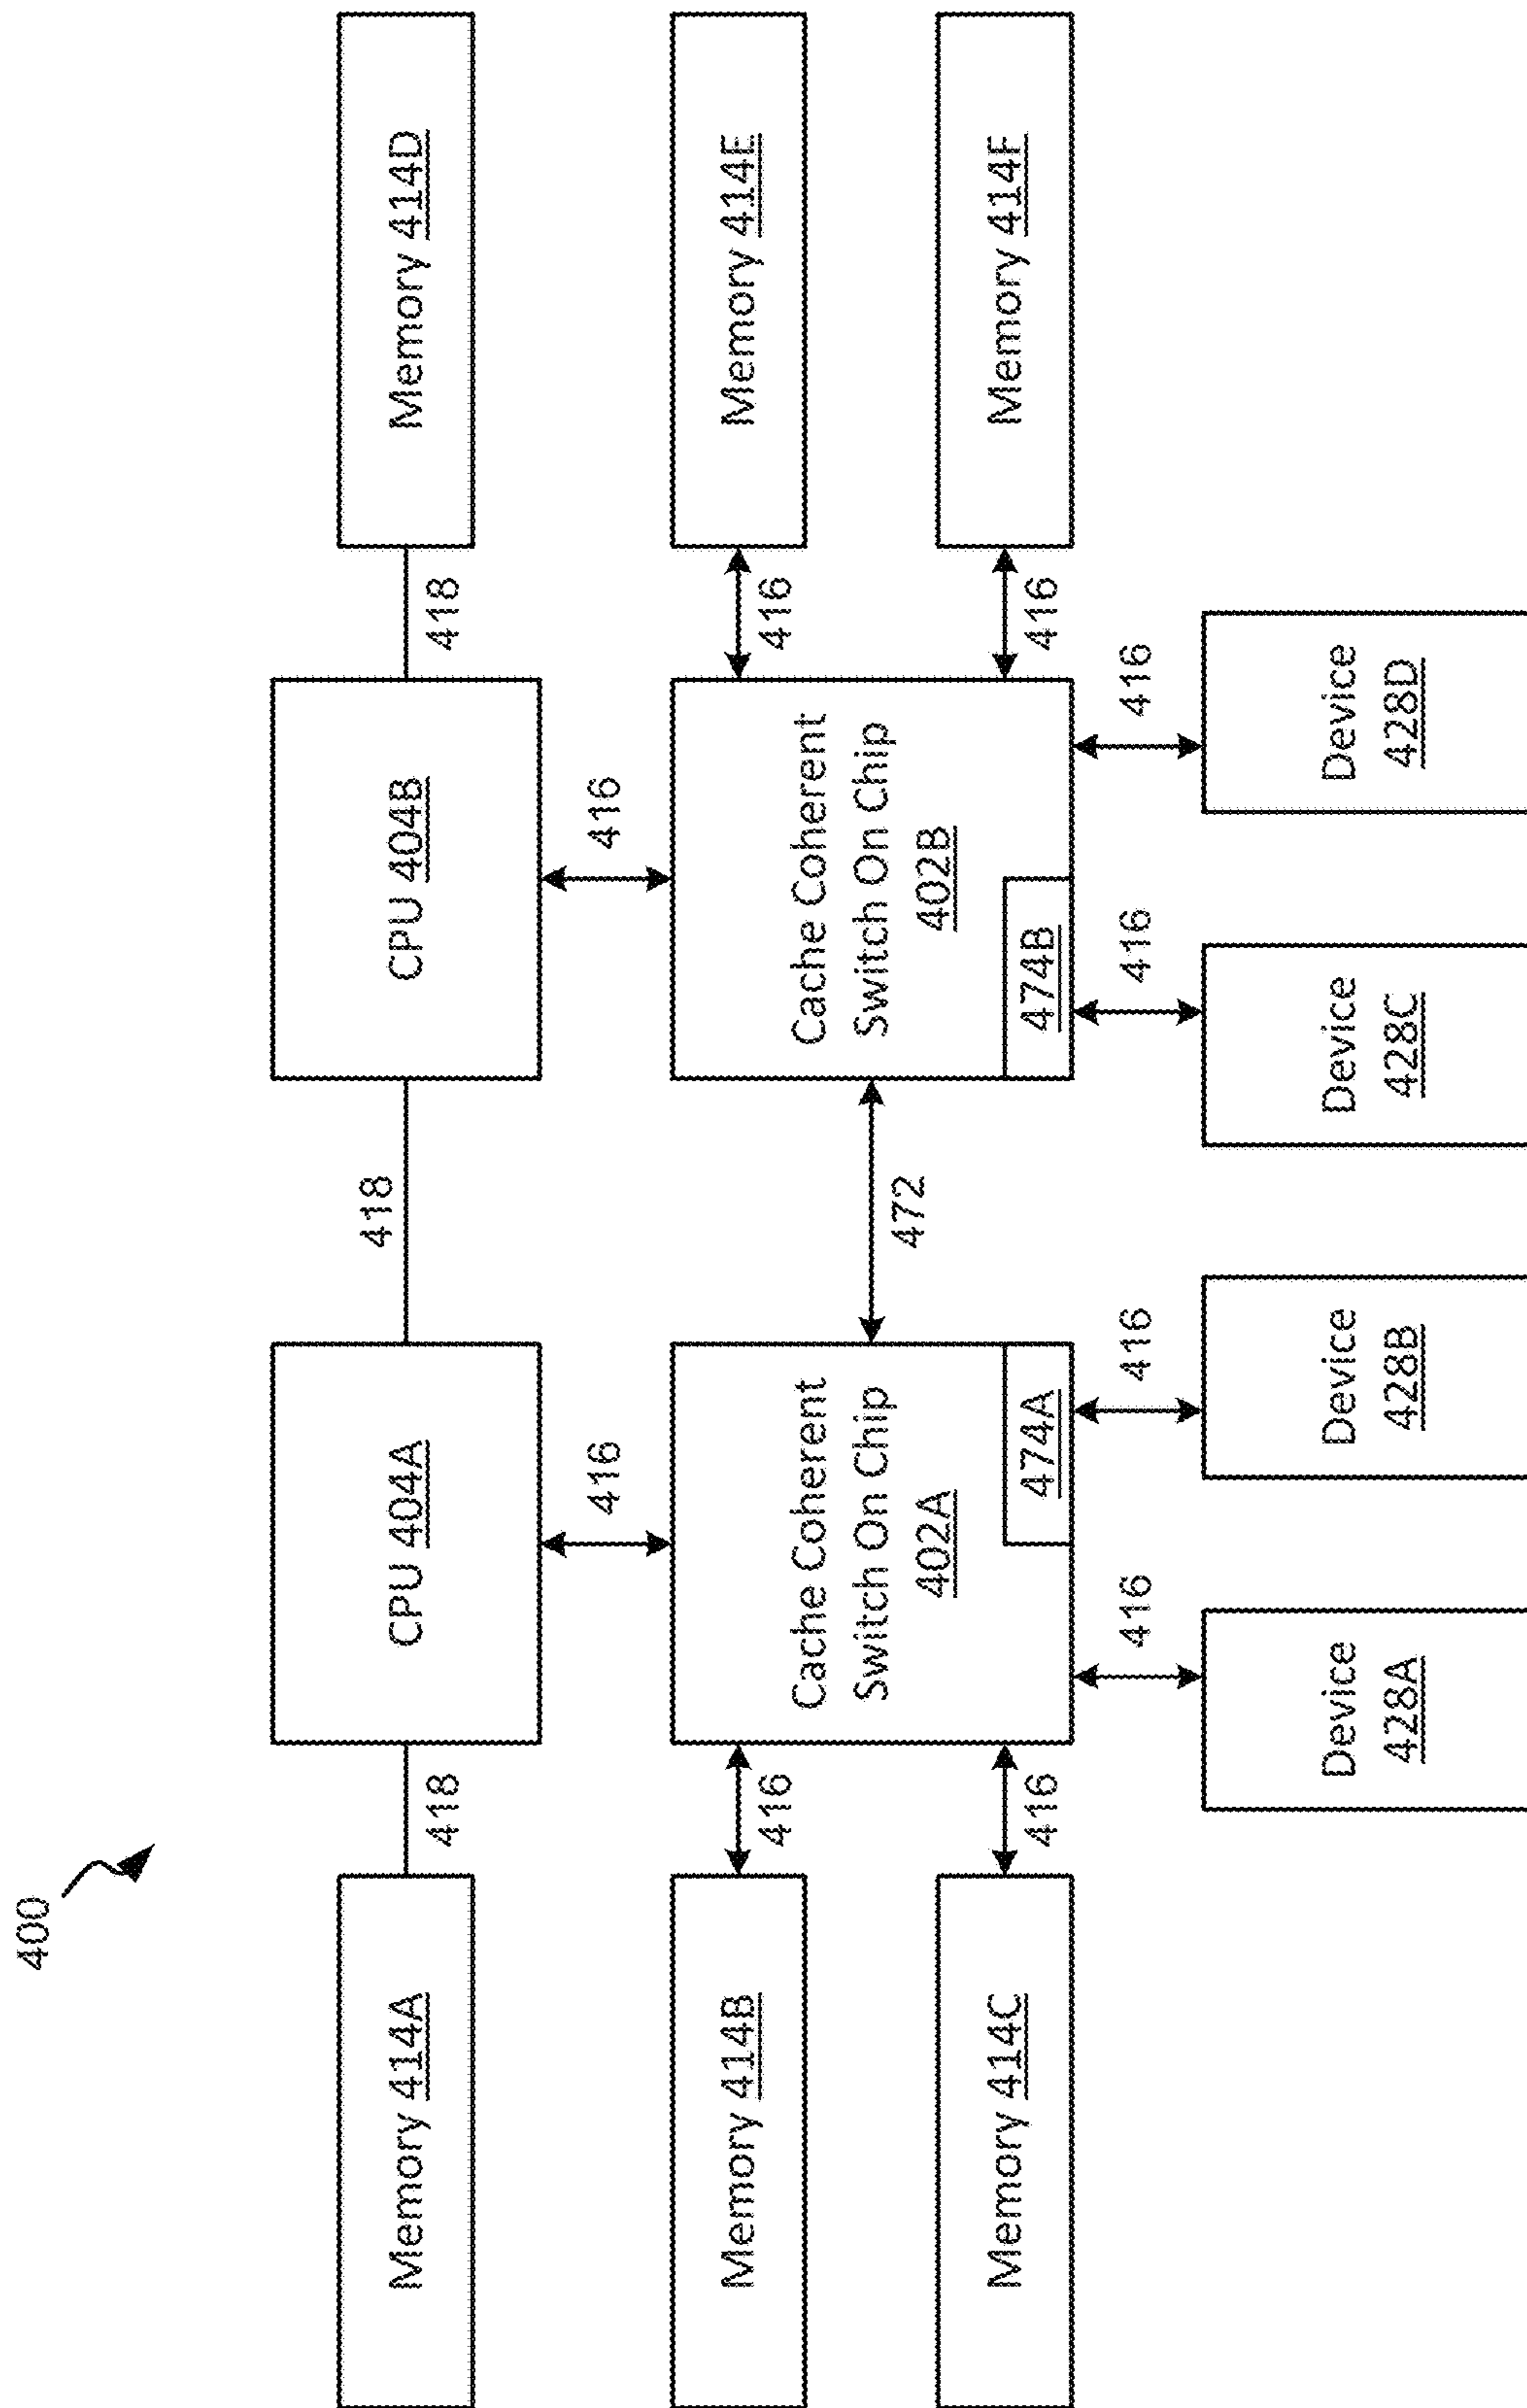 400
Memory 414A
418
CPU 404A
418
CPU 404B
418
Memory 414D
416
416
Memory 414B
416
Cache Coherent
Switch On Chip
402A
474A
472
Cache Coherent
Switch On Chip
402B
474B
416
Memory 414E
Memory 414C
416
416
Memory 414F
416
416
416
416
Device
428A
Device
428B
Device
428C
Device
428D